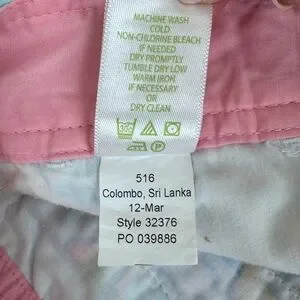 MACHINE WASH
COLD.
NON-CHLORINE BLEACH
IF NEEDED
DRY PROMPTLY
TUMBLE DRY LOW
WARM IRON.
IF NECESSARY
OR
DRY CLEAN
30
P
516
Colombo, Sri Lanka
12-Mar
Style 32376
PO 039886